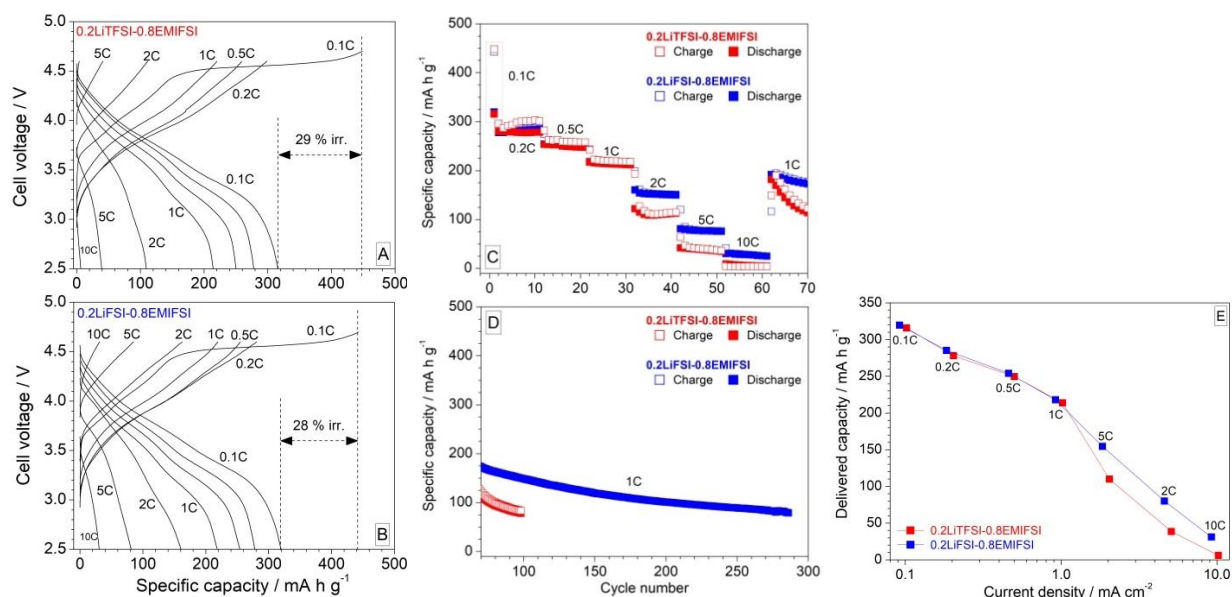 0.2LiTFSI-0.8EMIFSI
5C
2C
1C
0.5C
0.1C
0.2C
29 % irr.
0.1C
1C
2C
5C
10C
A
5.0
4.5
4.0
3.5
3.0
2.5
Cell voltage / V
0
100
200
300
400
500
0.2LiFSI-0.8EMIFSI
10C
5C
2C
1C
0.5C
0.1C
0.2C
28 % irr.
0.1C
1C
2C
5C
10C
B
5.0
4.5
4.0
3.5
3.0
2.5
Cell voltage / V
0
100
200
300
400
500
Specific capacity / mA h g-1
500
400
300
200
100
0
Specific capacity / mA h g-1
0.2LiTFSI-0.8EMIFSI
Charge
Discharge
0.2LiFSI-0.8EMIFSI
Charge
Discharge
0.1C
0.2C
0.5C
1C
2C
5C
10C
1C
C
0
10
20
30
40
50
60
70
D
500
400
300
200
100
0
Specific capacity / mA h g-1
0.2LiTFSI-0.8EMIFSI
Charge
Discharge
0.2LiFSI-0.8EMIFSI
Charge
Discharge
1C
100
150
200
250
300
Cycle number
E
350
300
250
200
150
100
50
0
Delivered capacity / mA h g-1
0.1C
0.2C
0.5C
1C
5C
2C
10C
0.2LiTFSI-0.8EMIFSI
0.2LiFSI-0.8EMIFSI
0.1
1.0
10.0
Current density / mA cm-2